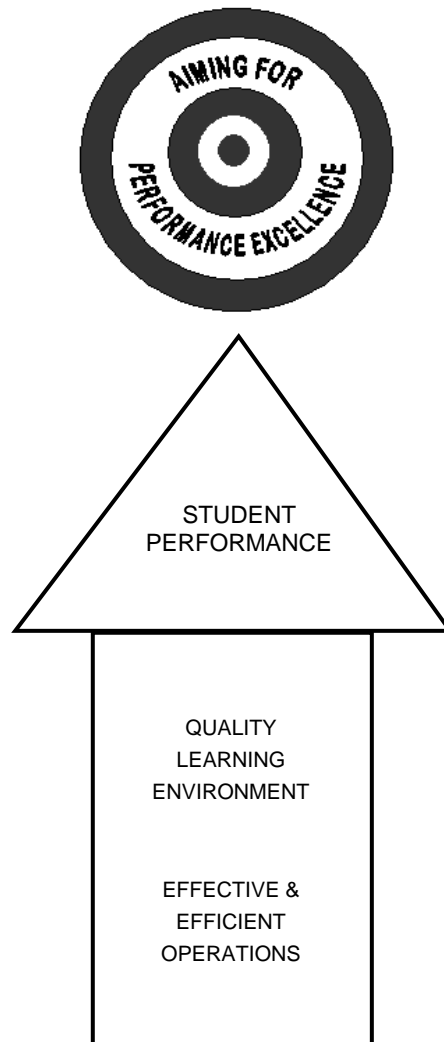 AIMING FOR
PERFORMANCE EXCELLENCE
STUDENT
PERFORMANCE
QUALITY
LEARNING
ENVIRONMENT
EFFECTIVE &
EFFICIENT
OPERATIONS